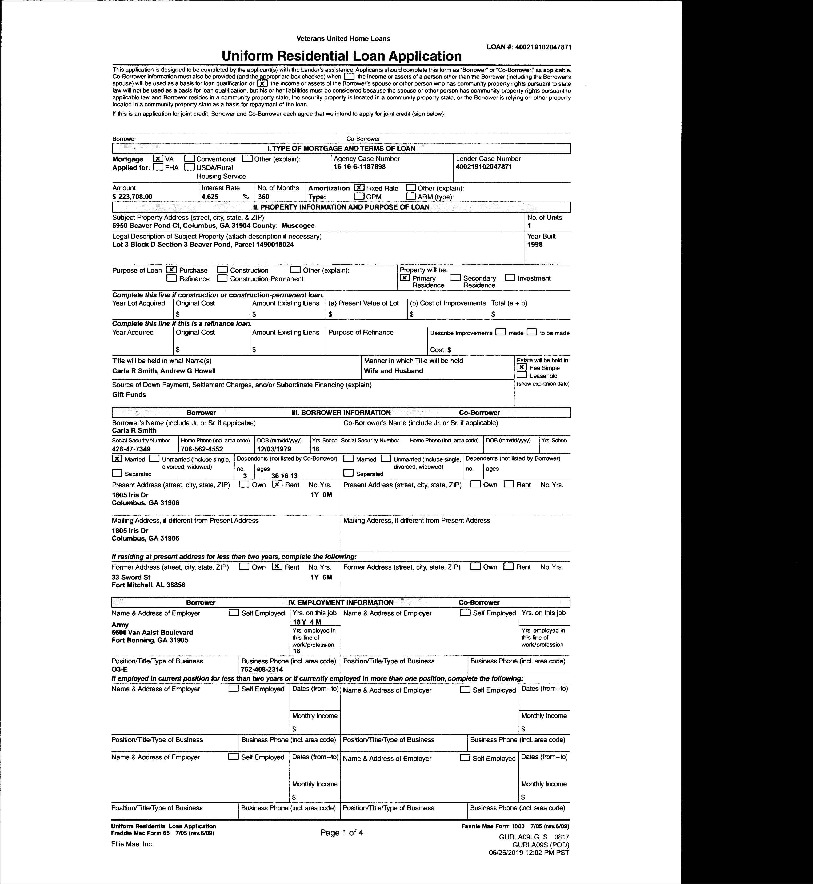 Veterans United Home Loans
LOAN #: 400219102047871
Uniform Residential Loan Application
This application is designed to be completed by the applicant(s) with the Lender's assistance. Applicants should complete this form as "Borrower" or "Co-Borrower," as applicable.
Co-Borrower information must also be provided (and the appropriate box checked) when the income or assets of a person other than the Borrower (including the Borrower's
spouse) will be used as a basis for loan qualification or the income or assets of the Borrower's spouse or other person who has community property rights pursuant to state
law will not be used as a basis for loan qualification, but his or her liabilities must be considered because the spouse or other person has community property rights pursuant to
applicable law and Borrower resides in a community property state, the security property is located in a community property state, or the Borrower is relying on other property
located in a community property state as a basis for repayment of the loan.
If this is an application for joint credit, Borrower and Co-Borrower each agree that we intend to apply for joint credit (sign below):
Borrower Co-Borrower
I. TYPE OF MORTGAGE AND TERMS OF LOAN
Mortgage X VA Conventional Other (explain): Agency Case Number Lender Case Number
Applied for: FHA USDA/Rural 16-16-6-1187898 400219102047871
Housing Service
Amount Interest Rate No. of Months Amortization X Fixed Rate Other (explain):
$ 223,708.00 4.625 % 360 Type: GPM ARM (type):
II. PROPERTY INFORMATION AND PURPOSE OF LOAN
Subject Property Address (street, city, state, & ZIP) No. of Units
5950 Beaver Pond Ct, Columbus, GA 31904 County: Muscogee 1
Legal Description of Subject Property (attach description if necessary) Year Built
Lot 3 Block D Section 3 Beaver Pond, Parcel 1490018024 1998
Purpose of Loan X Purchase Construction Other (explain): Property will be:
Refinance Construction-Permanent X Primary Residence Secondary Residence Investment
Complete this line if construction or construction-permanent loan.
Year Lot Acquired Original Cost Amount Existing Liens (a) Present Value of Lot (b) Cost of Improvements Total (a + b)
$ $ $ $ $
Complete this line if this is a refinance loan.
Year Acquired Original Cost Amount Existing Liens Purpose of Refinance Describe Improvements made to be made
$ $ Cost: $
Title will be held in what Name(s) Manner in which Title will be held Estate will be held in:
Carla R Smith, Andrew G Howell Wife and Husband X Fee Simple
Leasehold
Source of Down Payment, Settlement Charges, and/or Subordinate Financing (explain) (show expiration date)
Gift Funds
Borrower III. BORROWER INFORMATION Co-Borrower
Borrower's Name (include Jr. or Sr. if applicable) Co-Borrower's Name (include Jr. or Sr. if applicable)
Carla R Smith
Social Security Number Home Phone (incl. area code) DOB (mm/dd/yyyy) Yrs. School Social Security Number Home Phone (incl. area code) DOB (mm/dd/yyyy) Yrs. School
426-47-7349 706-562-4552 12/03/1979 16
X Married Unmarried (include single, Dependents (not listed by Co-Borrower) Married Unmarried (include single, Dependents (not listed by Borrower)
divorced, widowed) no. ages divorced, widowed) no. ages
Separated 3 16 13 Separated
Present Address (street, city, state, ZIP) Own X Rent No. Yrs. Present Address (street, city, state, ZIP) Own Rent No. Yrs.
1805 Iris Dr 1Y 0M
Columbus, GA 31906
Mailing Address, if different from Present Address Mailing Address, if different from Present Address
1805 Iris Dr
Columbus, GA 31906
If residing at present address for less than two years, complete the following:
Former Address (street, city, state, ZIP) Own X Rent No. Yrs. Former Address (street, city, state, ZIP) Own Rent No. Yrs.
33 Sword St 1Y 6M
Fort Mitchell, AL 36856
Borrower IV. EMPLOYMENT INFORMATION Co-Borrower
Name & Address of Employer Self Employed Yrs. on this job Name & Address of Employer Self Employed Yrs. on this job
Army 18 Y 4 M
6600 Van Aalst Boulevard Yrs. employed in Yrs. employed in
Fort Benning, GA 31905 this line of this line of
work/profession work/profession
18
Position/Title/Type of Business Business Phone (incl. area code) Position/Title/Type of Business Business Phone (incl. area code)
O3-E 762-408-2314
If employed in current position for less than two years or if currently employed in more than one position, complete the following:
Name & Address of Employer Self Employed Dates (from–to) Name & Address of Employer Self Employed Dates (from–to)
Monthly Income Monthly Income
$ $
Position/Title/Type of Business Business Phone (incl. area code) Position/Title/Type of Business Business Phone (incl. area code)
Name & Address of Employer Self Employed Dates (from–to) Name & Address of Employer Self Employed Dates (from–to)
Monthly Income Monthly Income
$ $
Position/Title/Type of Business Business Phone (incl. area code) Position/Title/Type of Business Business Phone (incl. area code)
Uniform Residential Loan Application Fannie Mae Form 1003 7/05 (rev.6/09)
Freddie Mac Form 65 7/05 (rev.6/09) Page 1 of 4
Ellie Mae, Inc.
GURLA09S (POD)
06/26/2019 12:02 PM PST